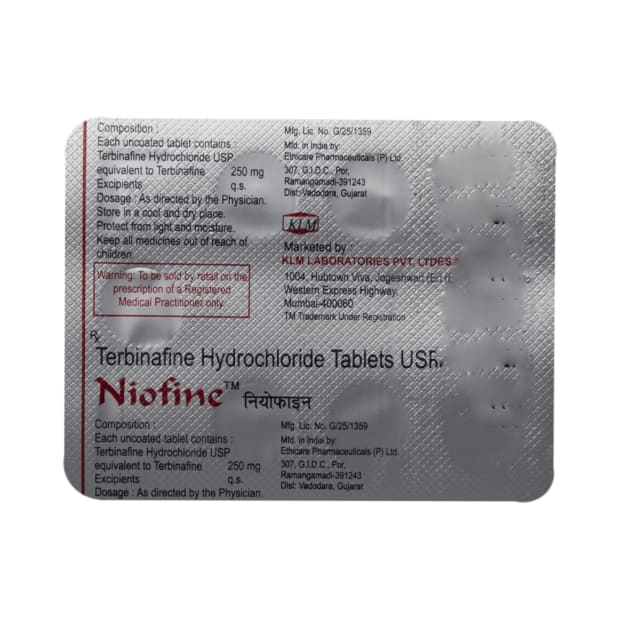 Composition :
Each uncoated tablet contains :
Terbinafine Hydrochloride USP
equivalent to Terbinafine 250 mg
Excipients q.s.
Dosage : As directed by the Physician.
Store in a cool and dry place.
Protect from light and moisture.
Keep all medicines out of reach of
children.
Warning: To be sold by retail on the
prescription of a Registered
Medical Practitioner only.
Mfg. Lic. No. G/25/1359
Mfd. in India by:
Ethicare Pharmaceuticals (P) Ltd.
307, G.I.D.C., Por,
Ramangamadi-391243
Dist: Vadodara, Gujarat
KLM
Marketed by :
KLM LABORATORIES PVT. LTD
1004, Hubtown Viva, Jogeshwari
Western Express Highway,
Mumbai-400060
TM Trademark Under Registration
Rx
Terbinafine Hydrochloride Tablets USP
Niofine™ नियोफाइन
Composition :
Each uncoated tablet contains :
Terbinafine Hydrochloride USP
equivalent to Terbinafine 250 mg
Excipients q.s.
Dosage : As directed by the Physician.
Mfg. Lic. No. G/25/1359
Mfd. in India by:
Ethicare Pharmaceuticals (P) Ltd.
307, G.I.D.C., Por,
Ramangamadi-391243
Dist: Vadodara, Gujarat